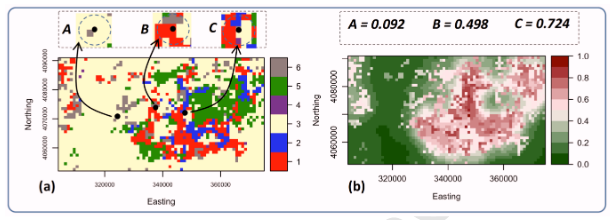 A B C
A = 0.092 B = 0.498 C = 0.724
Northing
4060000 4070000 4080000 4090000
6
5
4
3
2
1
320000 340000 360000
Easting
(a)
Northing
4060000 4080000
1.0
0.8
0.6
0.4
0.2
0.0
320000 340000 360000
Easting
(b)